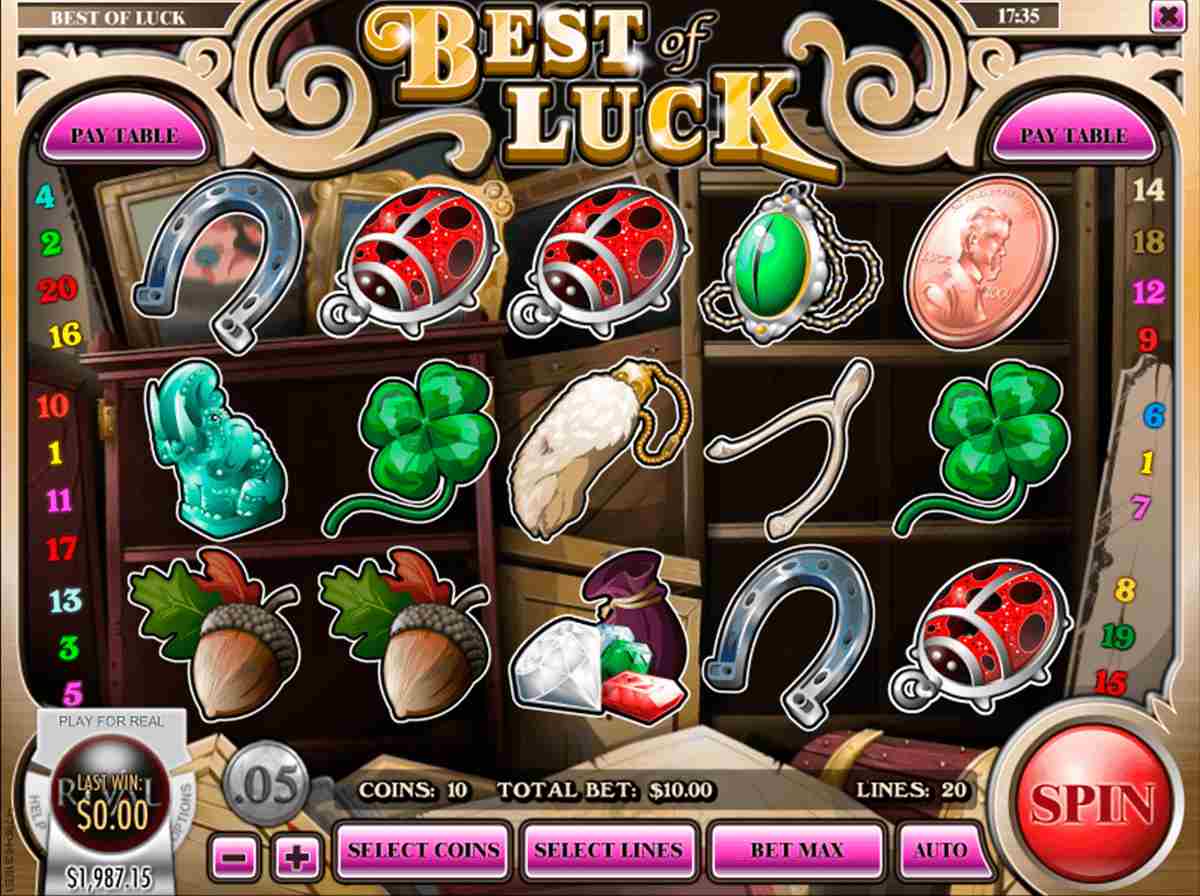 BEST OF LUCK
17:35
BEST of
LUCK
PAY TABLE
PAY TABLE
4
2
20
16
10
1
11
17
13
3
5
14
18
12
9
6
1
7
8
19
15
PLAY FOR REAL
LAST WIN:
$0.00
HELP
OPTIONS
$1,987.15
.05
COINS: 10
TOTAL BET: $10.00
LINES: 20
SELECT COINS
SELECT LINES
BET MAX
AUTO
SPIN